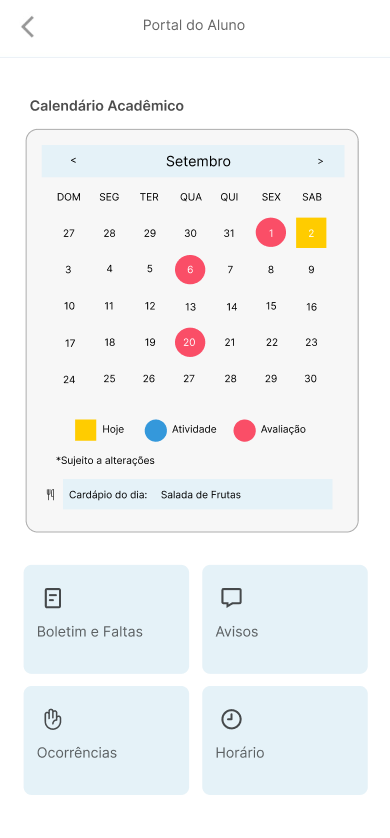 Portal do Aluno
Calendário Acadêmico
< Setembro >
DOM SEG TER QUA QUI SEX SAB
27 28 29 30 31 1 2
3 4 5 6 7 8 9
10 11 12 13 14 15 16
17 18 19 20 21 22 23
24 25 26 27 28 29 30
Hoje Atividade Avaliação
*Sujeito a alterações
Cardápio do dia: Salada de Frutas
Boletim e Faltas Avisos
Ocorrências Horário